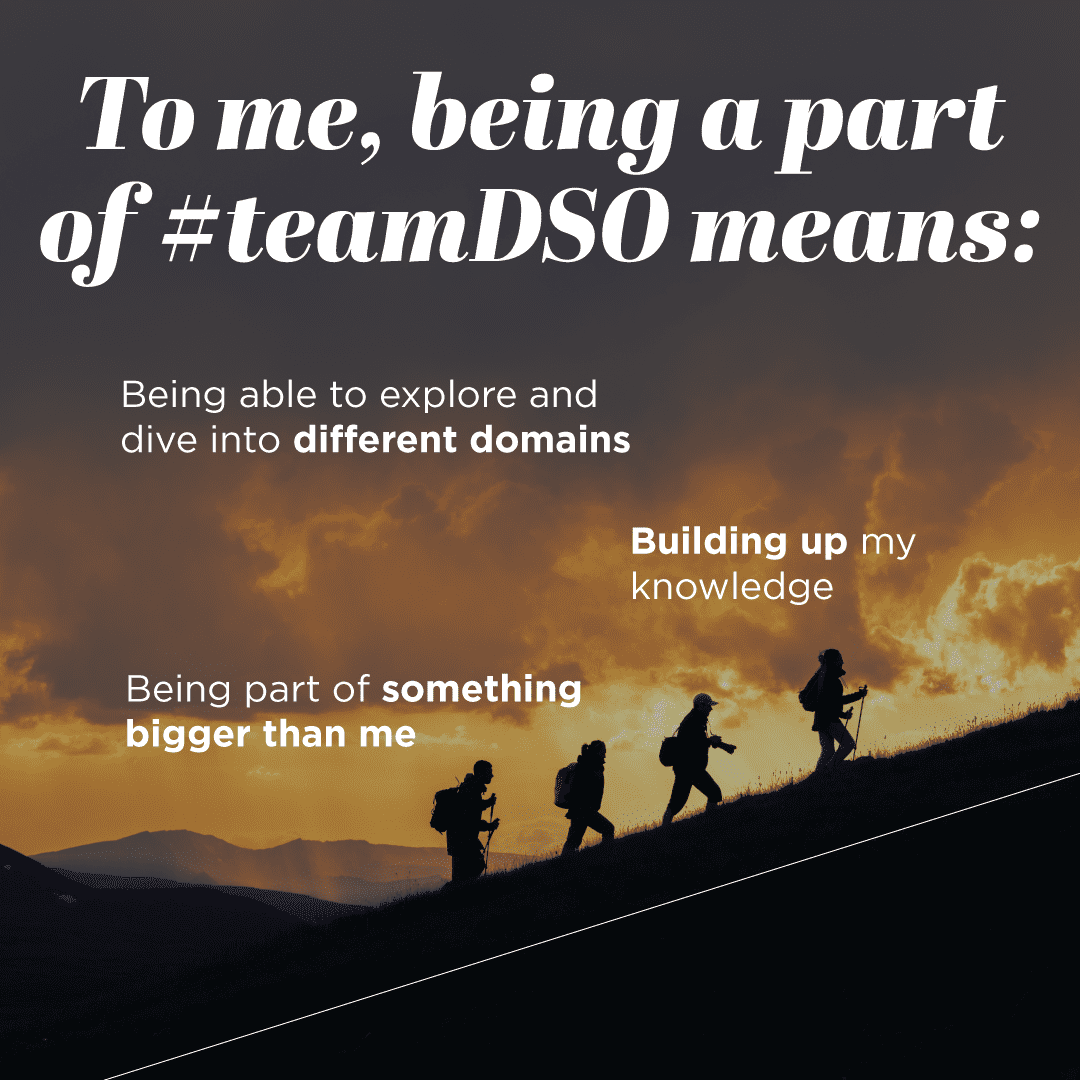 To me, being a part
of #teamDSO means:
Being able to explore and
dive into different domains
Building up my
knowledge
Being part of something
bigger than me